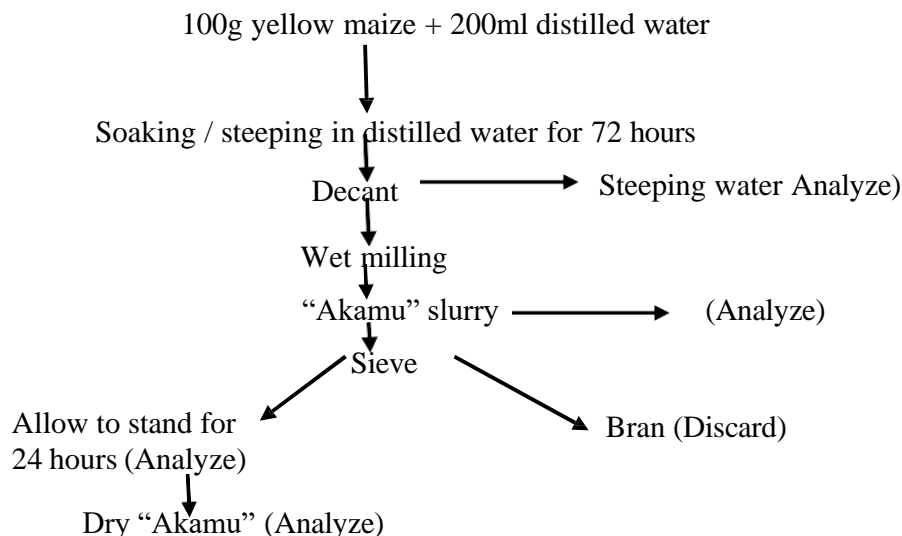 100g yellow maize + 200ml distilled water
Soaking / steeping in distilled water for 72 hours
Decant
Steeping water Analyze)
Wet milling
“Akamu” slurry
(Analyze)
Sieve
Allow to stand for
24 hours (Analyze)
Bran (Discard)
Dry “Akamu” (Analyze)